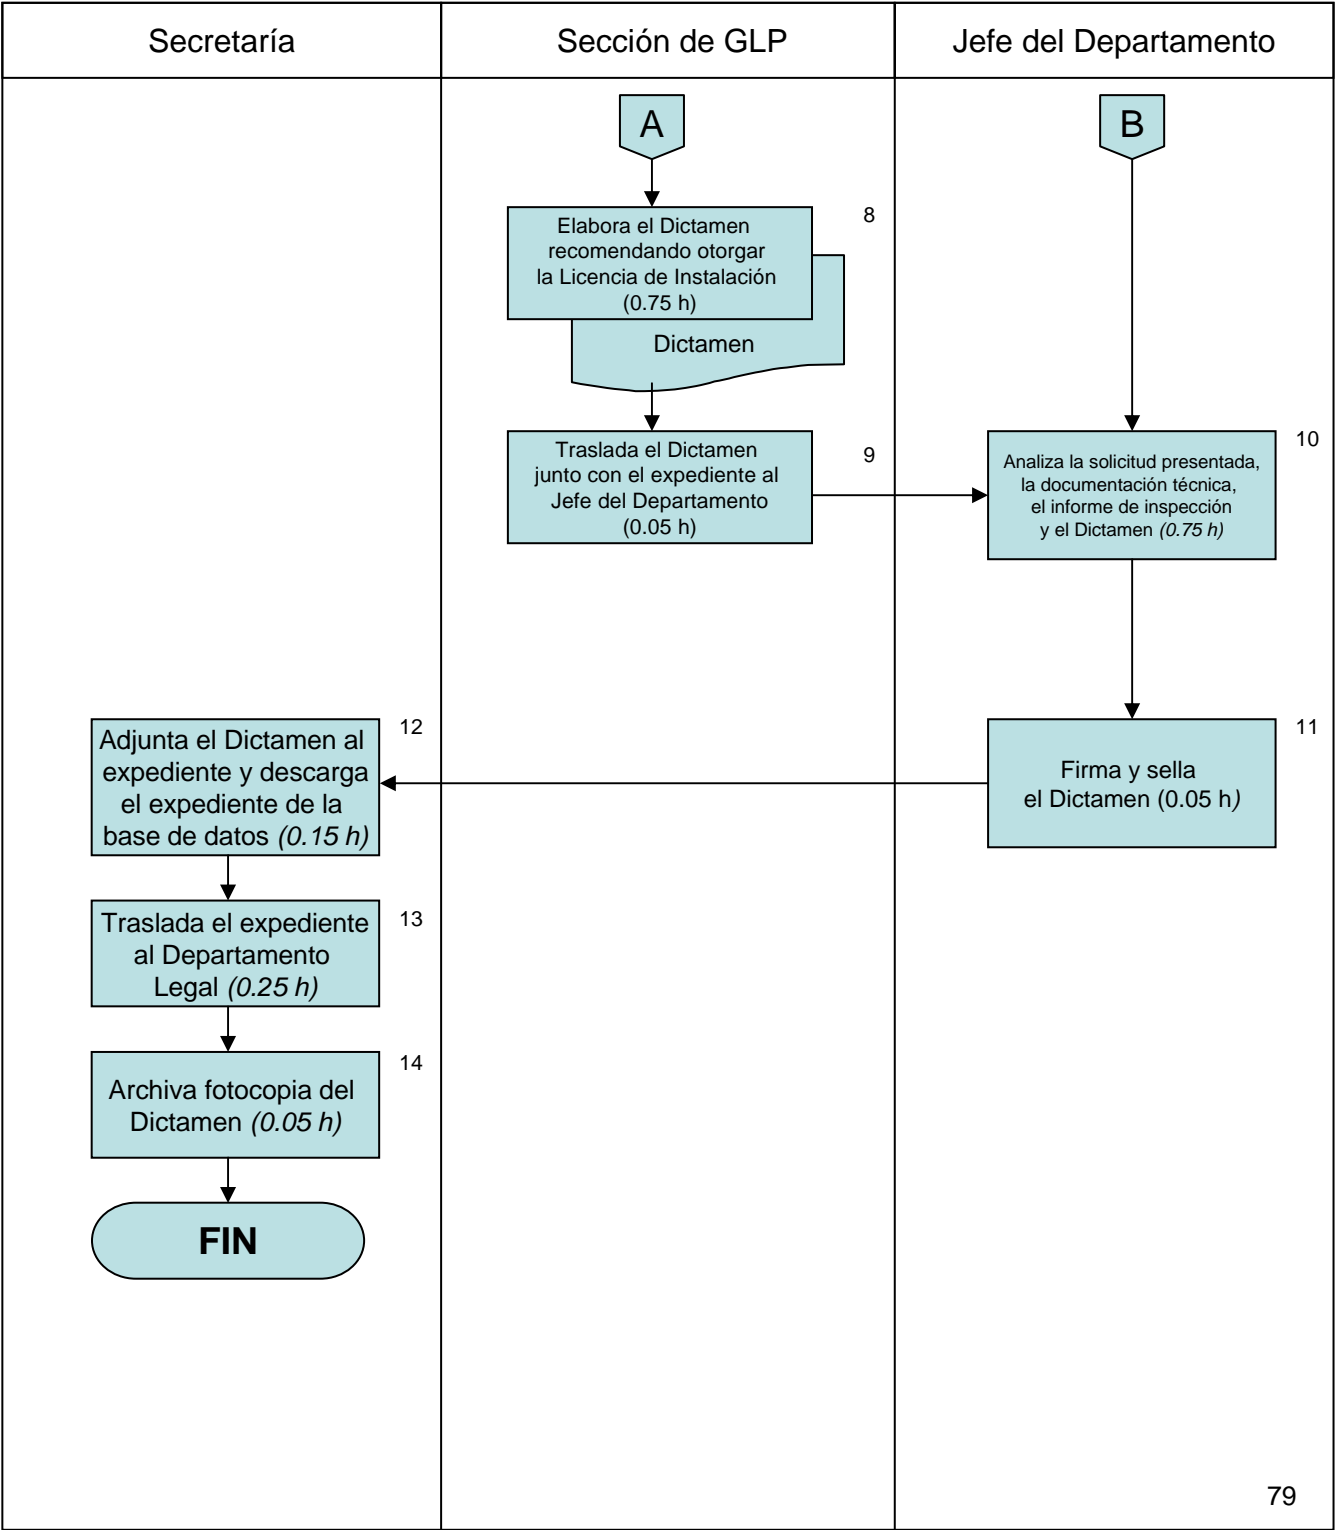 Secretaría
Sección de GLP
Jefe del Departamento
A
B
8
Elabora el Dictamen
recomendando otorgar
la Licencia de Instalación
(0.75 h)
Dictamen
9
Traslada el Dictamen
junto con el expediente al
Jefe del Departamento
(0.05 h)
10
Analiza la solicitud presentada,
la documentación técnica,
el informe de inspección
y el Dictamen (0.75 h)
11
Firma y sella
el Dictamen (0.05 h)
12
Adjunta el Dictamen al
expediente y descarga
el expediente de la
base de datos (0.15 h)
13
Traslada el expediente
al Departamento
Legal (0.25 h)
14
Archiva fotocopia del
Dictamen (0.05 h)
FIN
79